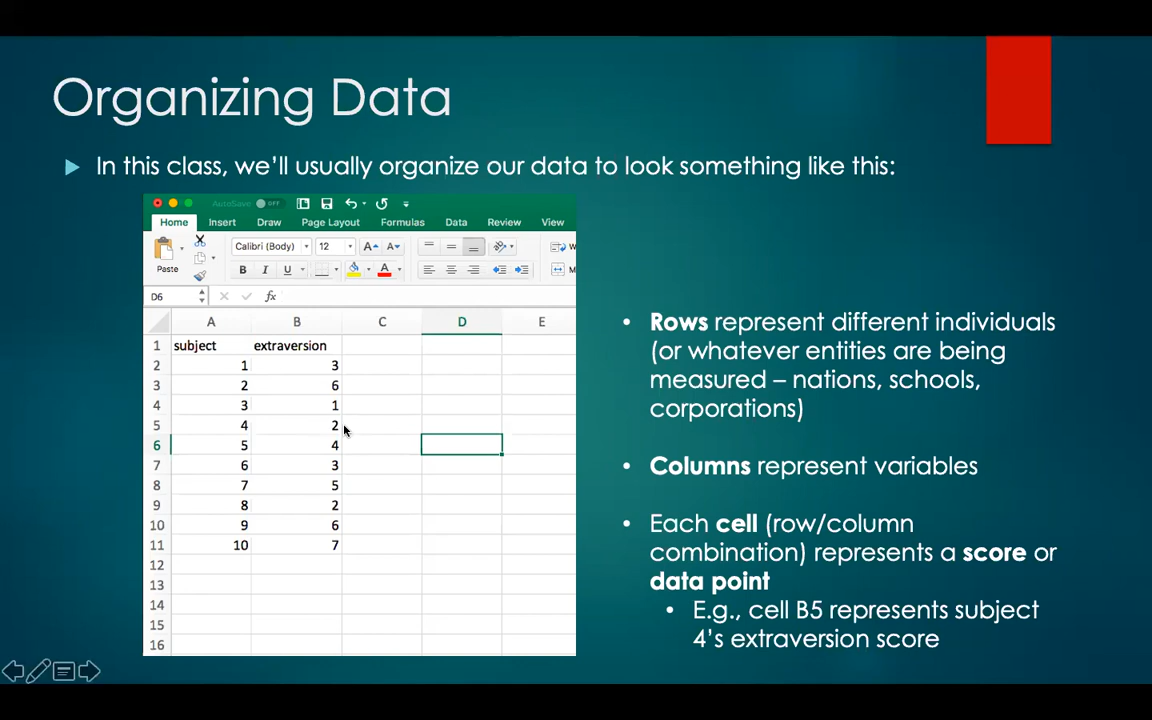 Organizing Data
In this class, we'll usually organize our data to look something like this:
AutoSave OFF
Home Insert Draw Page Layout Formulas Data Review View
Paste
Calibri (Body) 12 A A
B I U A
D6 fx
A B C D E
1 subject extraversion
2 1 3
3 2 6
4 3 1
5 4 2
6 5 4
7 6 3
8 7 5
9 8 2
10 9 6
11 10 7
12
13
14
15
16
• Rows represent different individuals
(or whatever entities are being
measured – nations, schools,
corporations)
• Columns represent variables
• Each cell (row/column
combination) represents a score or
data point
• E.g., cell B5 represents subject
4's extraversion score